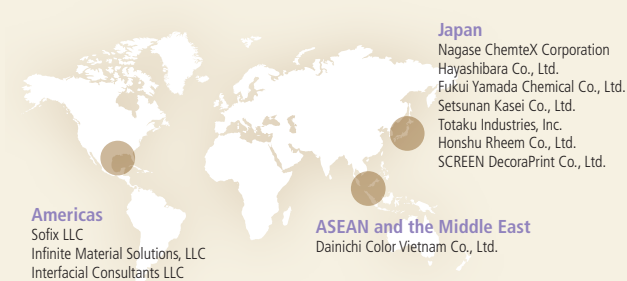 Japan
Nagase ChemteX Corporation
Hayashibara Co., Ltd.
Fukui Yamada Chemical Co., Ltd.
Setsunan Kasei Co., Ltd.
Totaku Industries, Inc.
Honshu Rheem Co., Ltd.
SCREEN DecoraPrint Co., Ltd.
Americas
Sofix LLC
Infinite Material Solutions, LLC
Interfacial Consultants LLC
ASEAN and the Middle East
Dainichi Color Vietnam Co., Ltd.